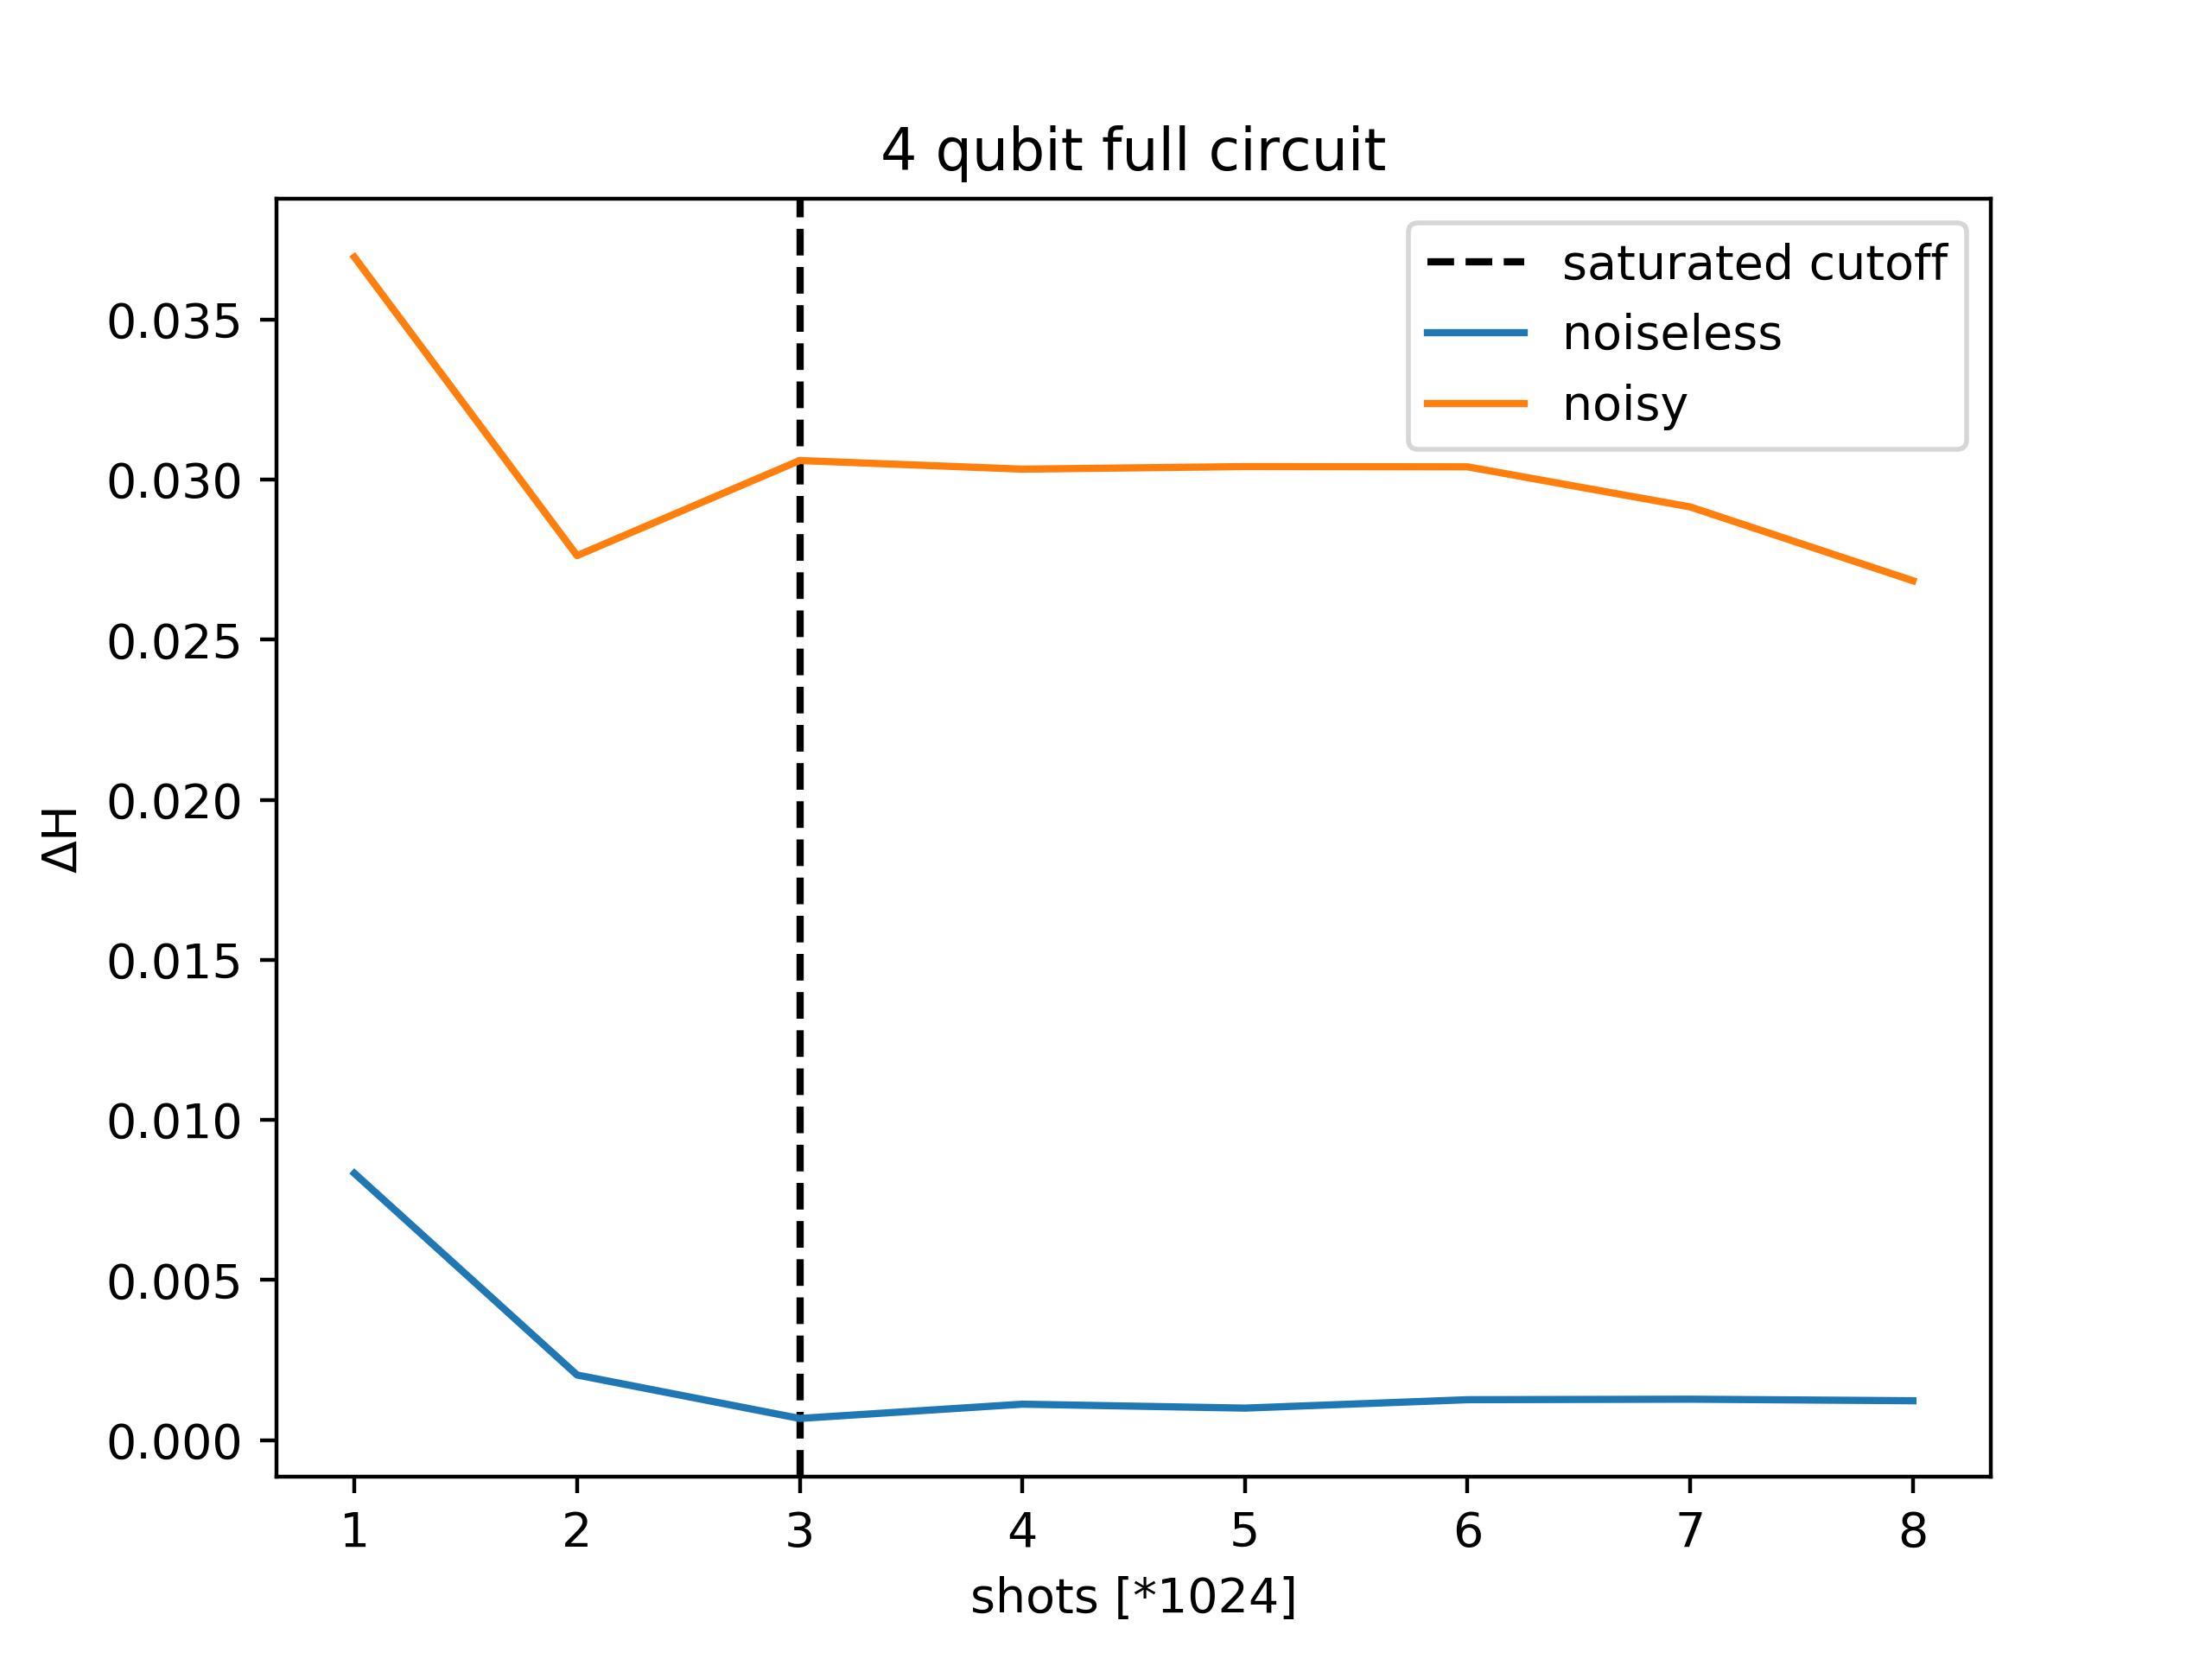 4 qubit full circuit
saturated cutoff
noiseless
noisy
0.035
0.030
0.025
0.020
0.015
0.010
0.005
0.000
ΔH
1 2 3 4 5 6 7 8
shots [*1024]